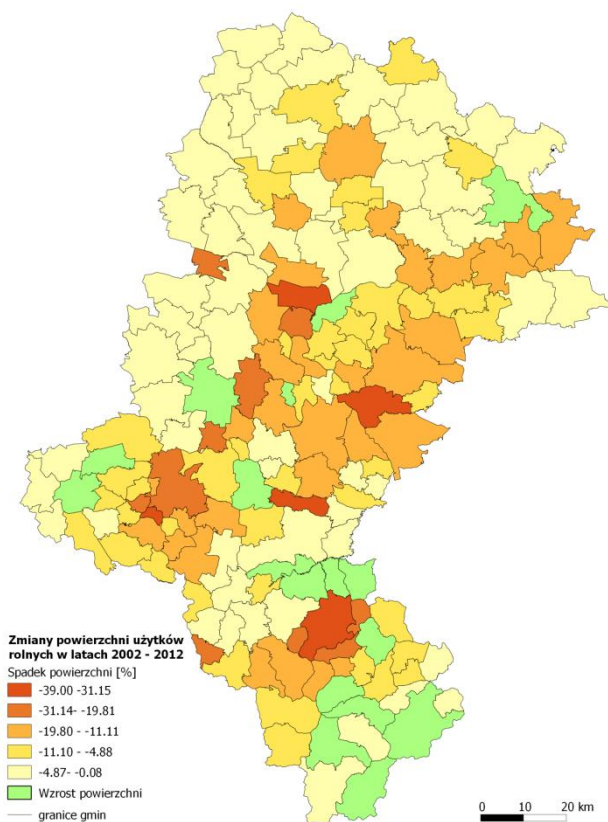 Zmiany powierzchni użytków
rolnych w latach 2002 - 2012
Spadek powierzchni [%]
-39.00 -31.15
-31.14- -19.81
-19.80 - -11.11
-11.10 - -4.88
-4.87- -0.08
Wzrost powierzchni
granice gmin
0 10 20 km